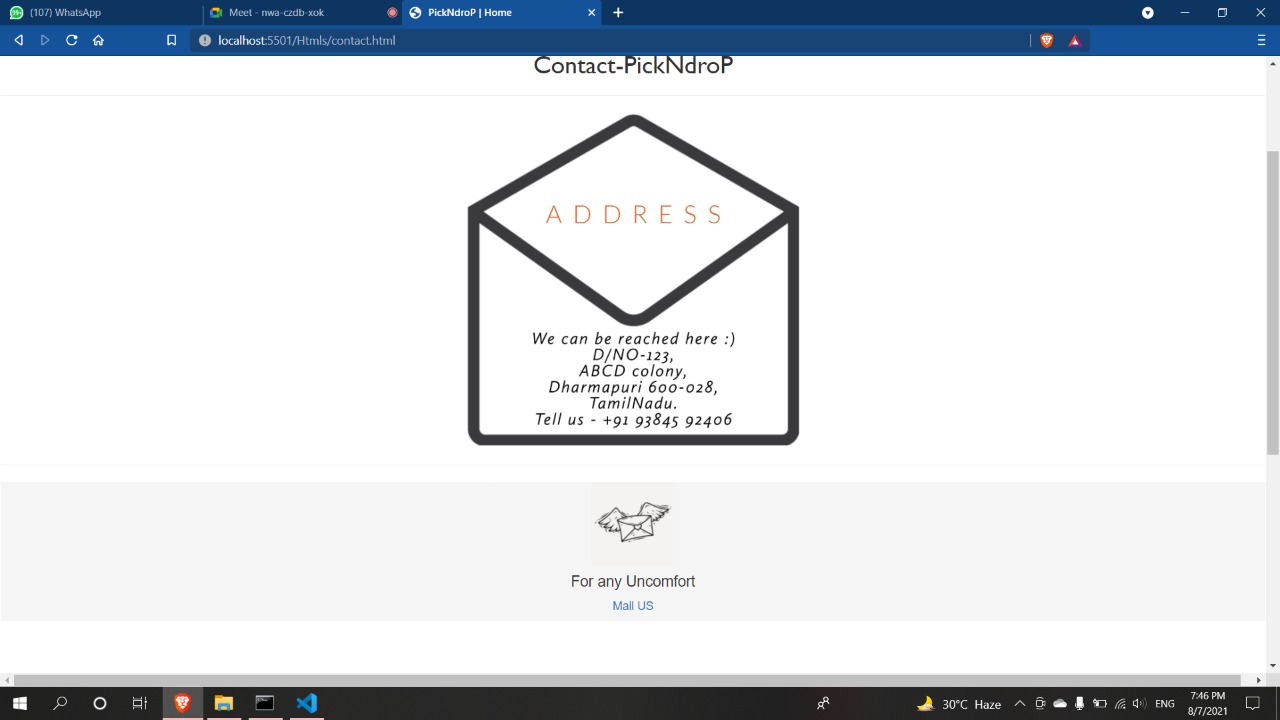 (107) WhatsApp
Meet - nwa-czdb-xok
PickNdroP | Home
localhost:5501/Htmls/contact.html
Contact-PickNdroP
ADDRESS
We can be reached here :)
D/NO-123,
ABCD colony,
Dharmapuri 600-028,
TamilNadu.
Tell us - +91 93845 92406
For any Uncomfort
Mail US
30°C Haze
ENG
7:46 PM
8/7/2021